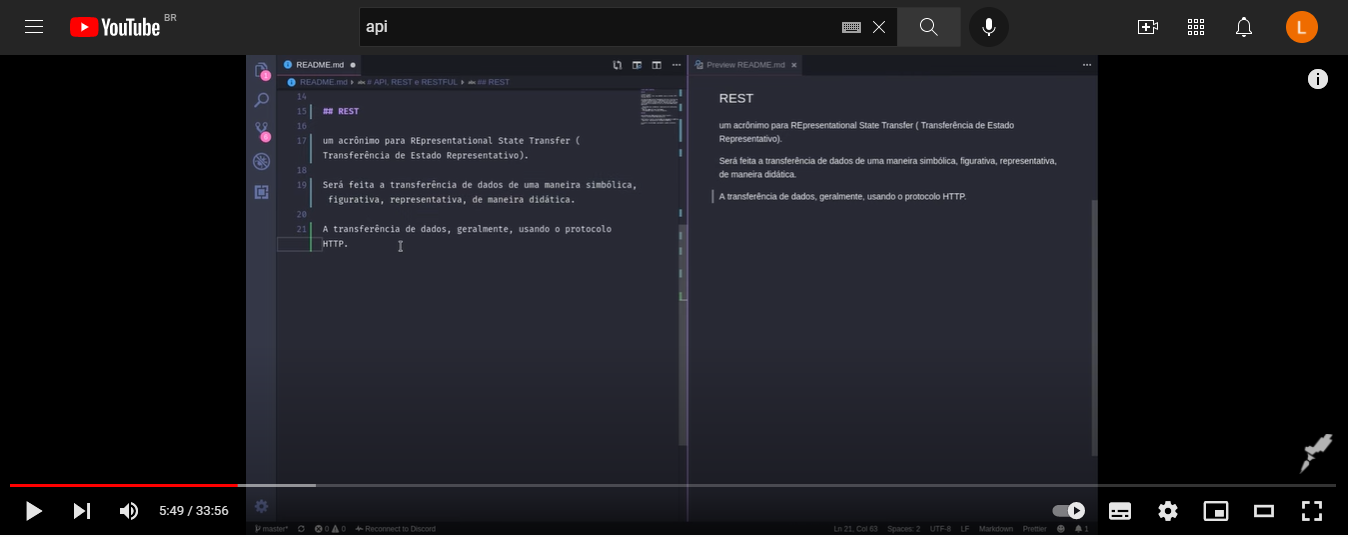 YouTube BR
api
L
README.md
Preview README.md
README.md # API, REST e RESTFUL ## REST
14
15 ## REST
16
17 um acrônimo para REpresentational State Transfer (
Transferência de Estado Representativo).
18
19 Será feita a transferência de dados de uma maneira simbólica,
figurativa, representativa, de maneira didática.
20
21 A transferência de dados, geralmente, usando o protocolo
HTTP.
REST
um acrônimo para REpresentational State Transfer ( Transferência de Estado
Representativo).
Será feita a transferência de dados de uma maneira simbólica, figurativa, representativa,
de maneira didática.
A transferência de dados, geralmente, usando o protocolo HTTP.
5:49 / 33:56
master* 0 0 Reconnect to Discord
Ln 21, Col 63 Spaces: 2 UTF-8 LF Markdown Prettier 1